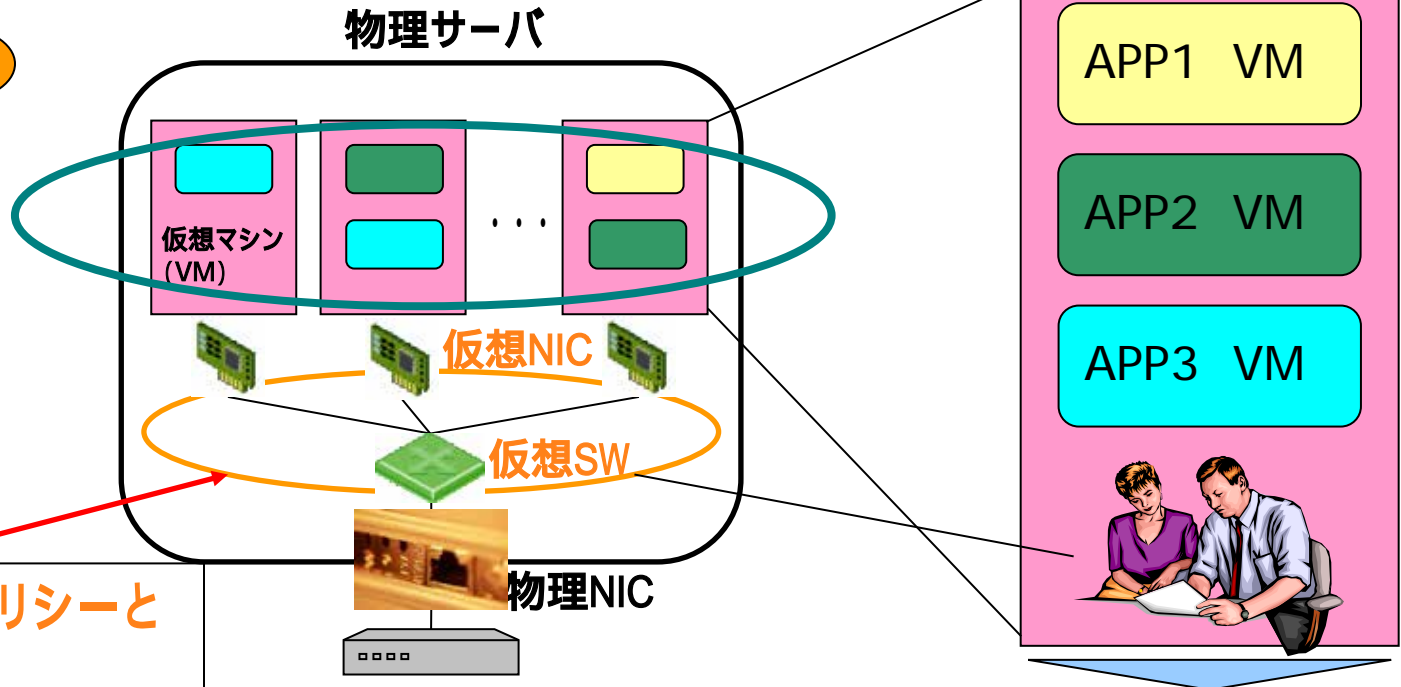 物理サーバ
APP1 VM
APP2 VM
仮想マシン
(VM)
・・・
仮想NIC
APP3 VM
仮想SW
物理NIC
リシーと